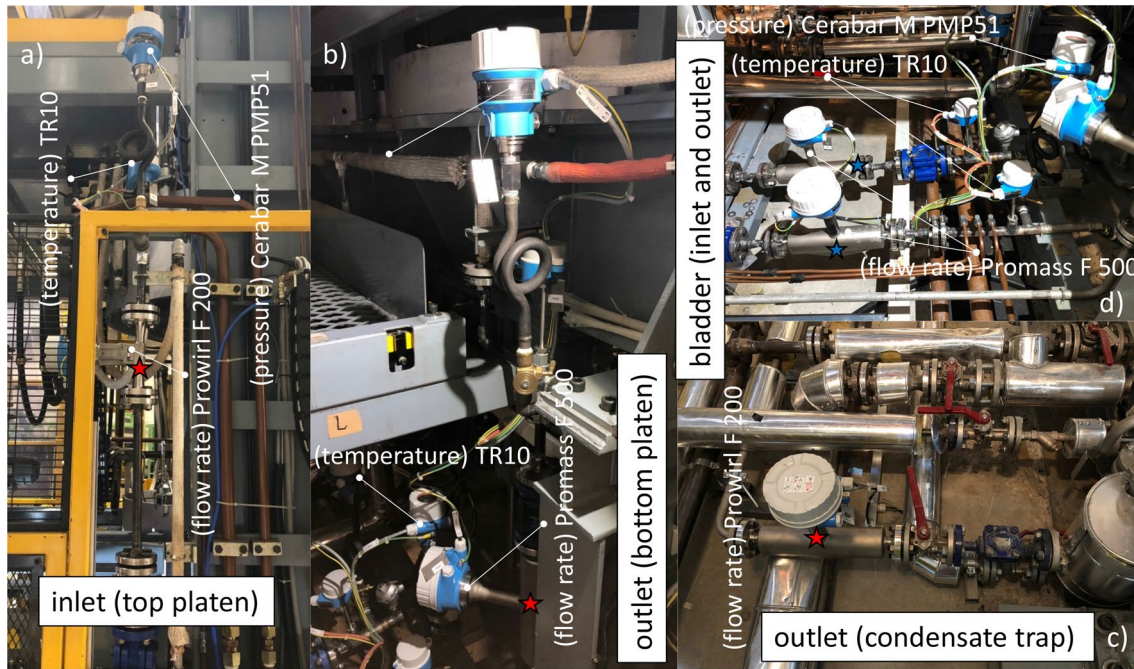 a)
(temperature) TR10
(pressure) Cerabar M PMP51
(flow rate) Prowirl F 200
inlet (top platen)
b)
L
(temperature) TR10
(flow rate) Promass F 500
outlet (bottom platen)
(pressure) Cerabar M PMP51
(temperature) TR10
(flow rate) Promass F 500
d)
bladder (inlet and outlet)
(flow rate) Prowirl F 200
outlet (condensate trap)
c)